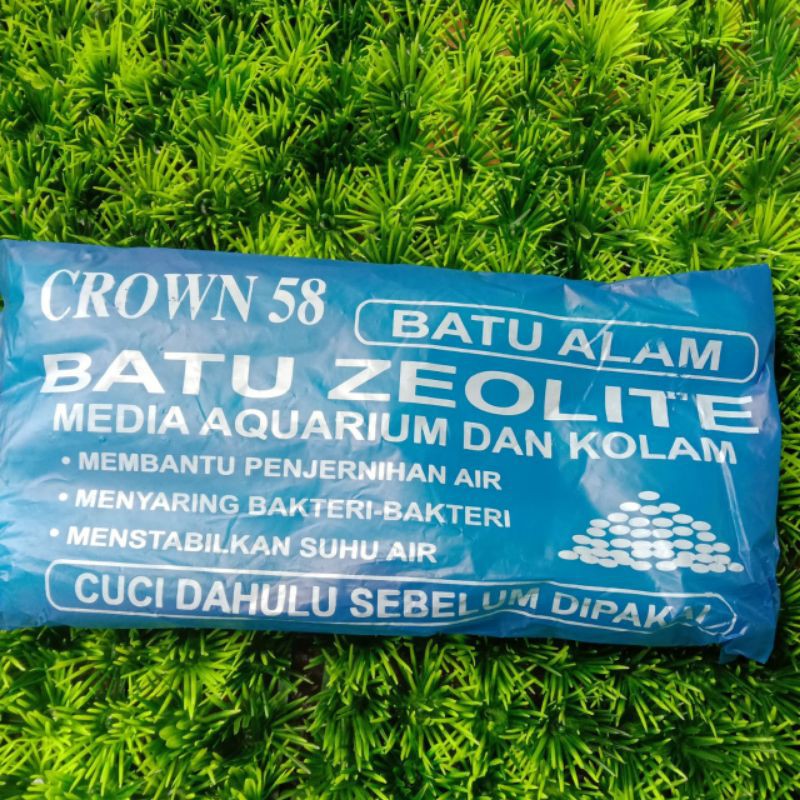 CROWN 58
BATU ALAM
BATU ZEOLITE
MEDIA AQUARIUM DAN KOLAM
• MEMBANTU PENJERNIHAN AIR
• MENYARING BAKTERI-BAKTERI
• MENSTABILKAN SUHU AIR
CUCI DAHULU SEBELUM DIPAKAI